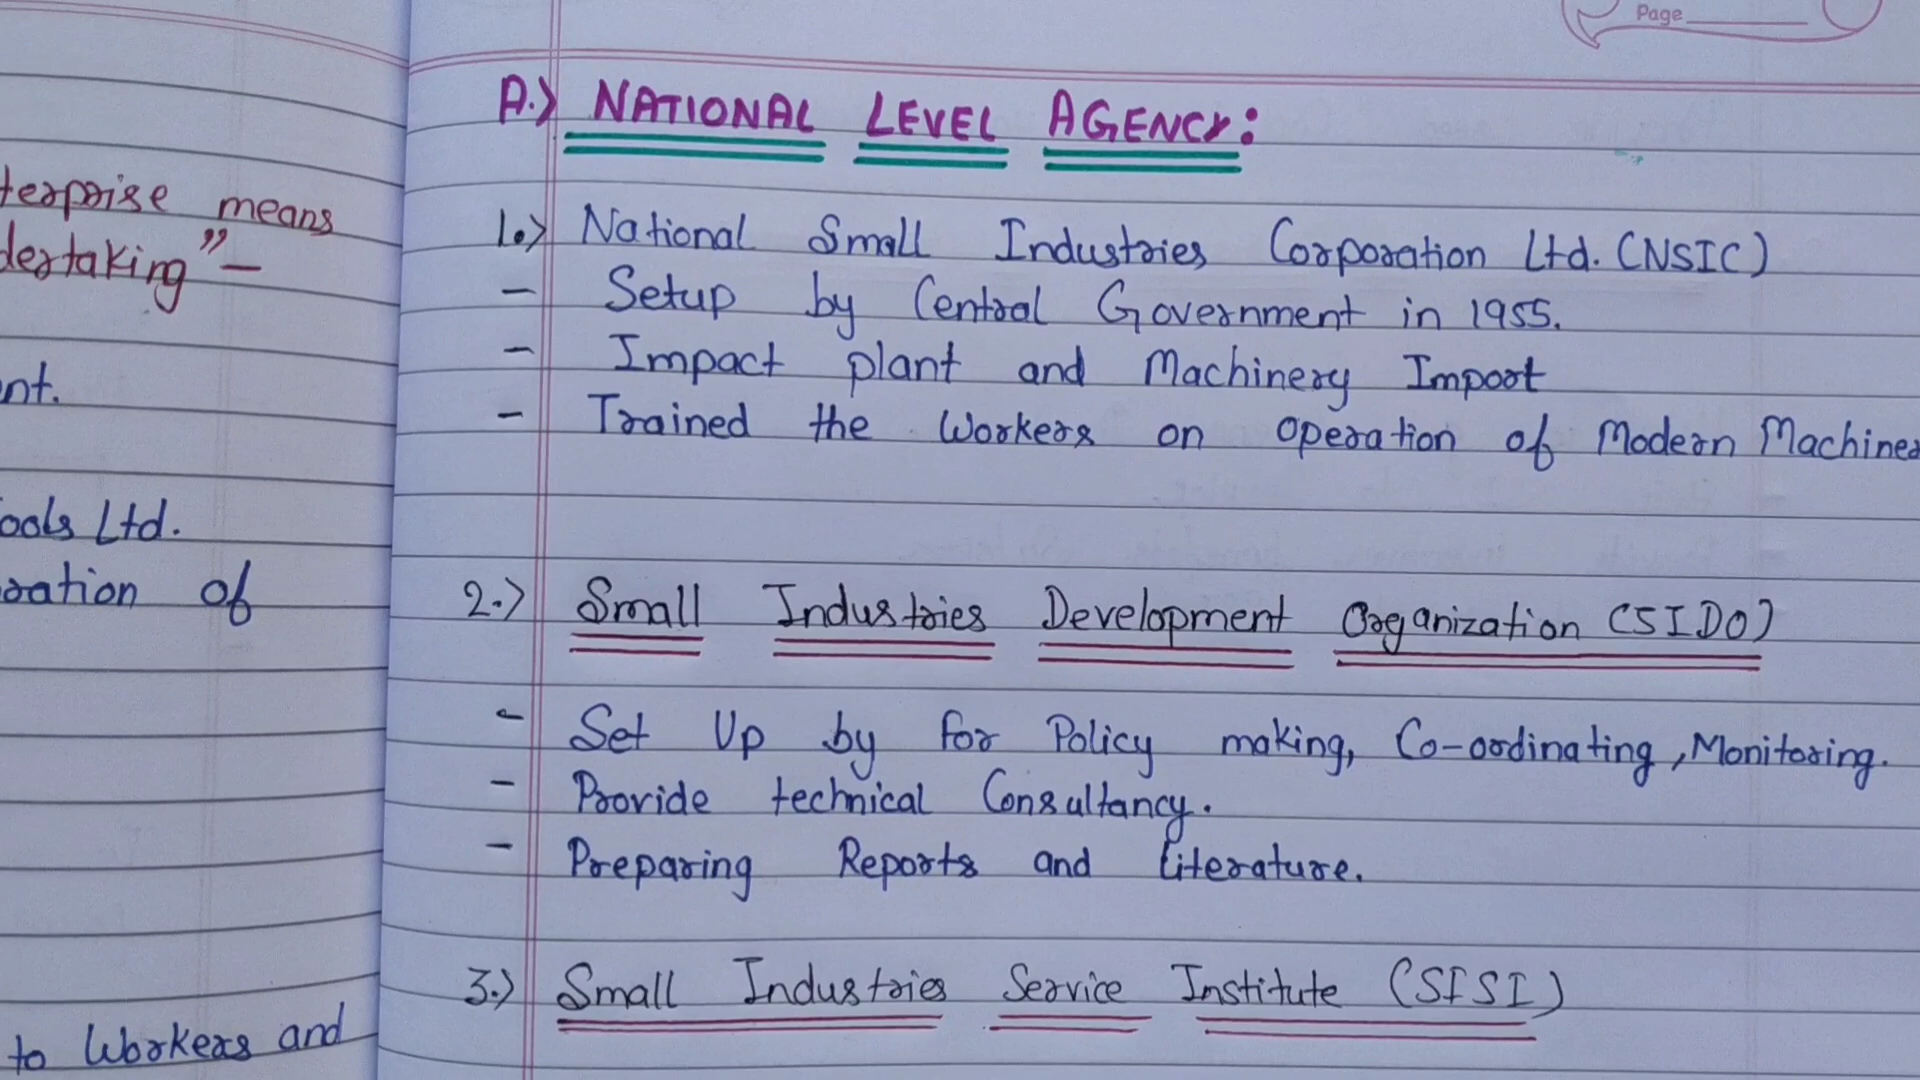 Page
terprise means
dertaking” –
nt.
ools Ltd.
ration of
to Workers and
A.) NATIONAL LEVEL AGENCY:
1.) National Small Industries Corporation Ltd. (NSIC)
- Setup by Central Government in 1955.
- Impact plant and Machinery Import
- Trained the Workers on Operation of Modern Machines
2.) Small Industries Development Organization (SIDO)
- Set Up by for Policy making, Co-ordinating, Monitoring.
- Provide technical Consultancy.
- Preparing Reports and literature.
3.) Small Industries Service Institute (SISI)